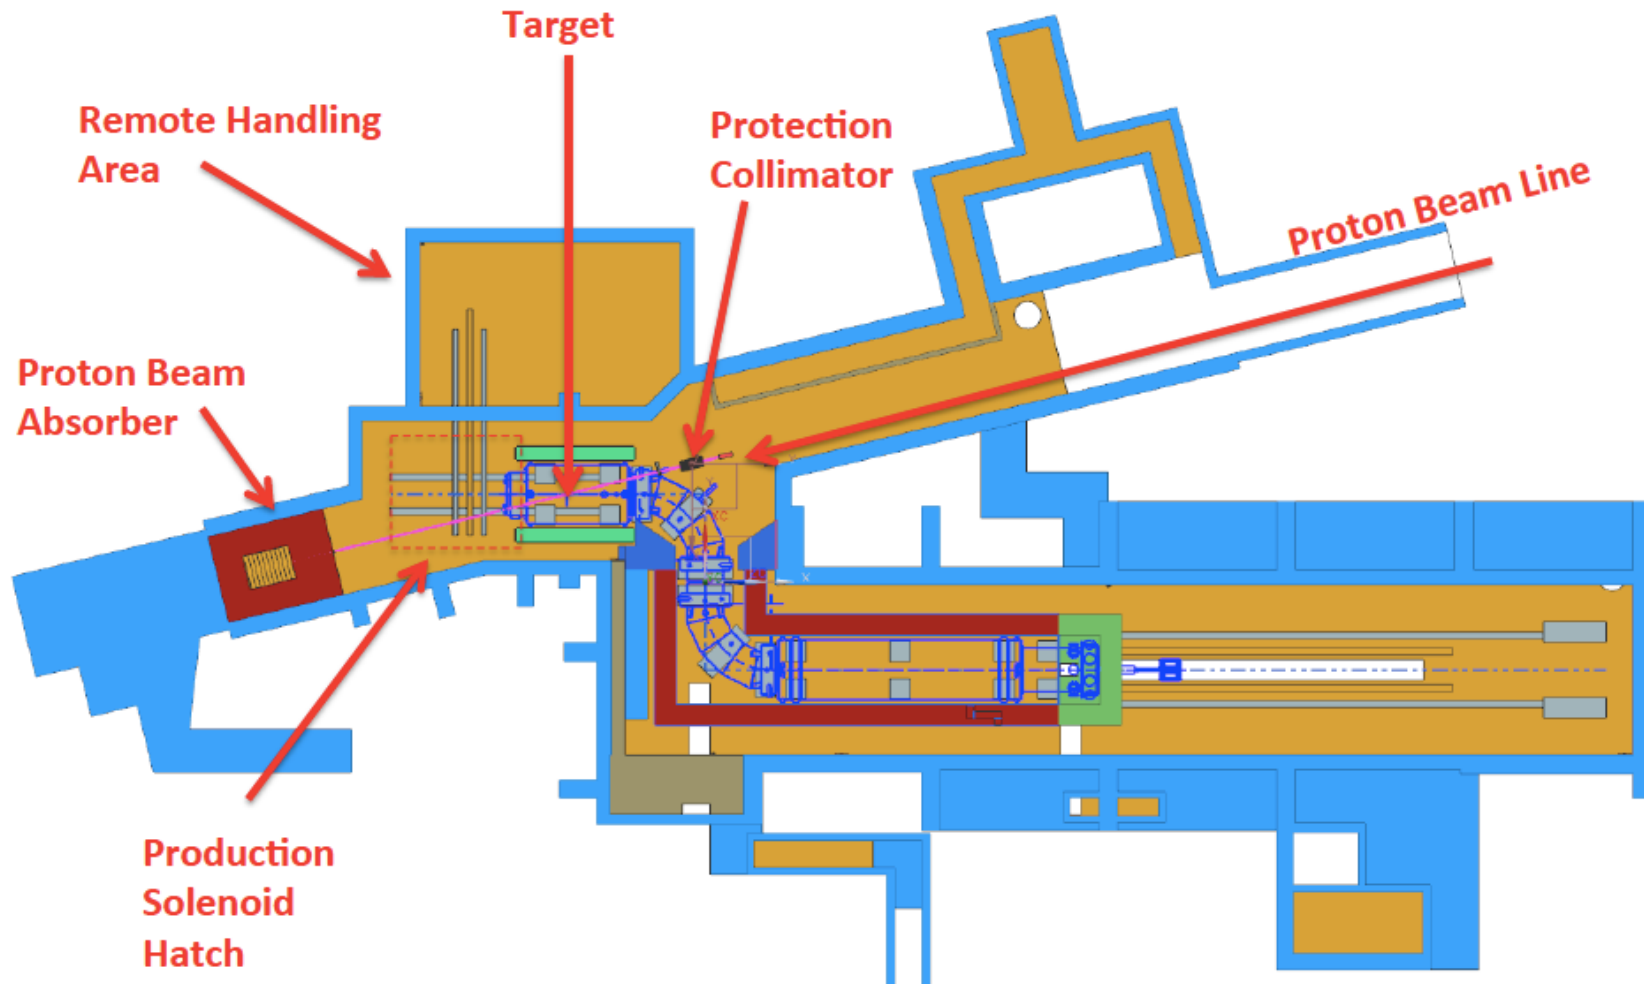 Target
Remote Handling
Area
Protection
Collimator
Proton Beam Line
Proton Beam
Absorber
Production
Solenoid
Hatch
X